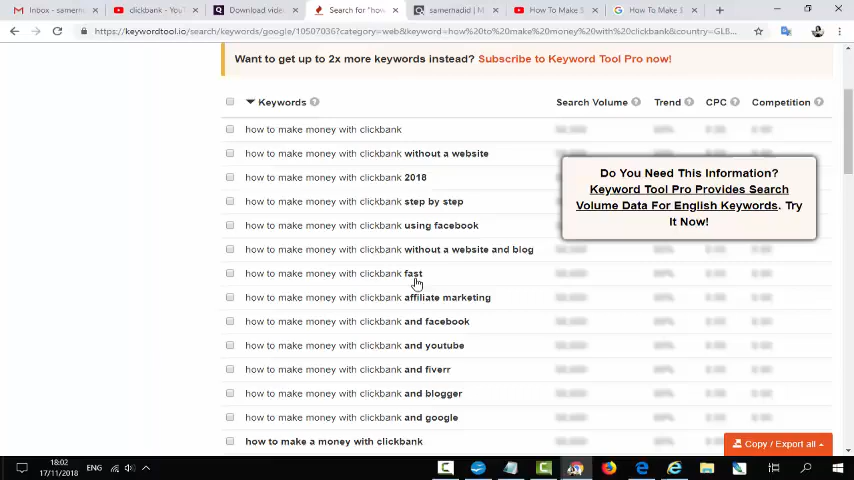 Inbox - samerh
clickbank - YouT
Download video
Search for "how
samerhadid | M
How To Make S
How To Make S
https://keywordtool.io/search/keywords/google/10507036?category=web&keyword=how%20to%20make%20money%20with%20clickbank&country=GLB...
Want to get up to 2x more keywords instead? Subscribe to Keyword Tool Pro now!
Keywords ? Search Volume ? Trend ? CPC ? Competition ?
how to make money with clickbank
how to make money with clickbank without a website
how to make money with clickbank 2018
how to make money with clickbank step by step
how to make money with clickbank using facebook
how to make money with clickbank without a website and blog
how to make money with clickbank fast
how to make money with clickbank affiliate marketing
how to make money with clickbank and facebook
how to make money with clickbank and youtube
how to make money with clickbank and fiverr
how to make money with clickbank and blogger
how to make money with clickbank and google
how to make a money with clickbank
Do You Need This Information?
Keyword Tool Pro Provides Search
Volume Data For English Keywords. Try
It Now!
Copy / Export all
ENG
18:02
17/11/2018